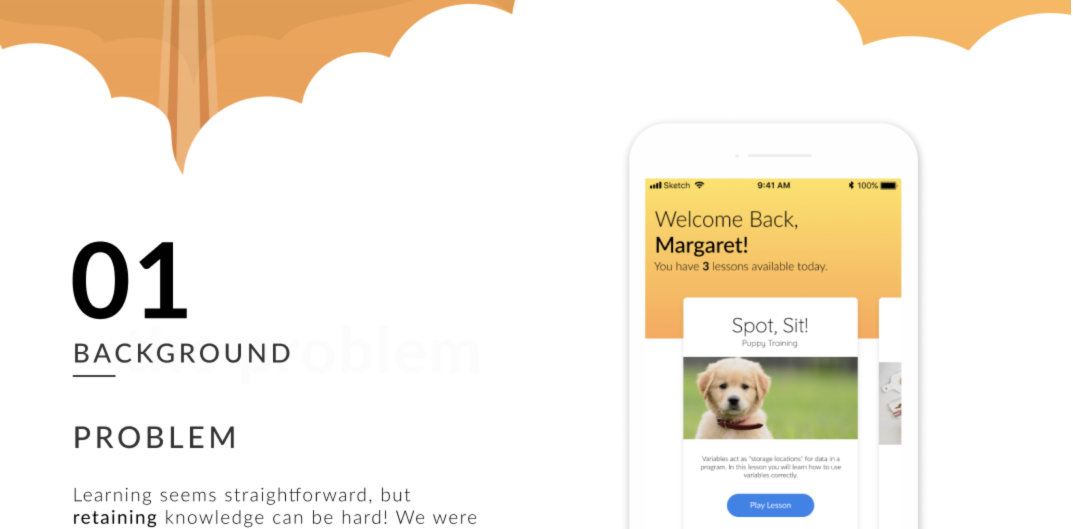 01
the problem
BACKGROUND
PROBLEM
Learning seems straightforward, but
retaining knowledge can be hard! We were
Sketch 9:41 AM 100%
Welcome Back,
Margaret!
You have 3 lessons available today.
Spot, Sit!
Puppy Training
Variables act as "storage locations" for data in a
program. In this lesson you will learn how to use
variables correctly.
Play Lesson